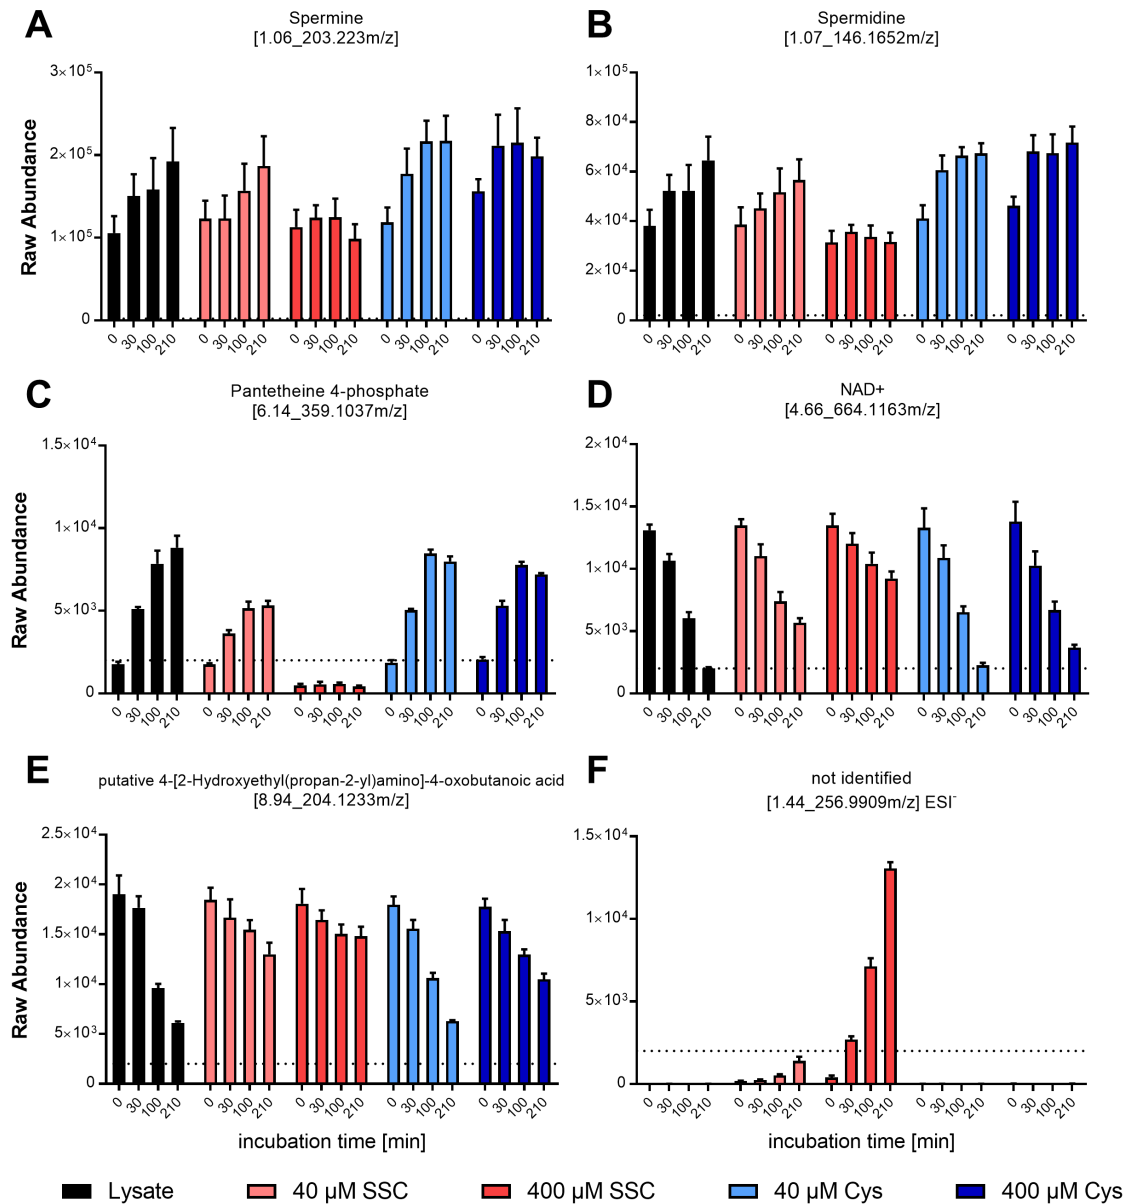 A
Spermine
[1.06_203.223m/z]
Raw Abundance
3×10⁵
2×10⁵
1×10⁵
0
0 30 100 210 0 30 100 210 0 30 100 210 0 30 100 210 0 30 100 210
B
Spermidine
[1.07_146.1652m/z]
1×10⁵
8×10⁴
6×10⁴
4×10⁴
2×10⁴
0
0 30 100 210 0 30 100 210 0 30 100 210 0 30 100 210 0 30 100 210
C
Pantetheine 4-phosphate
[6.14_359.1037m/z]
Raw Abundance
1.5×10⁴
1×10⁴
5×10³
0
0 30 100 210 0 30 100 210 0 30 100 210 0 30 100 210 0 30 100 210
D
NAD+
[4.66_664.1163m/z]
2×10⁴
1.5×10⁴
1×10⁴
5×10³
0
0 30 100 210 0 30 100 210 0 30 100 210 0 30 100 210 0 30 100 210
E
putative 4-[2-Hydroxyethyl(propan-2-yl)amino]-4-oxobutanoic acid
[8.94_204.1233m/z]
Raw Abundance
2.5×10⁴
2×10⁴
1.5×10⁴
1×10⁴
5×10³
0
0 30 100 210 0 30 100 210 0 30 100 210 0 30 100 210 0 30 100 210
incubation time [min]
F
not identified
[1.44_256.9909m/z] ESI⁻
1.5×10⁴
1×10⁴
5×10³
0
0 30 100 210 0 30 100 210 0 30 100 210 0 30 100 210 0 30 100 210
incubation time [min]
Lysate 40 µM SSC 400 µM SSC 40 µM Cys 400 µM Cys